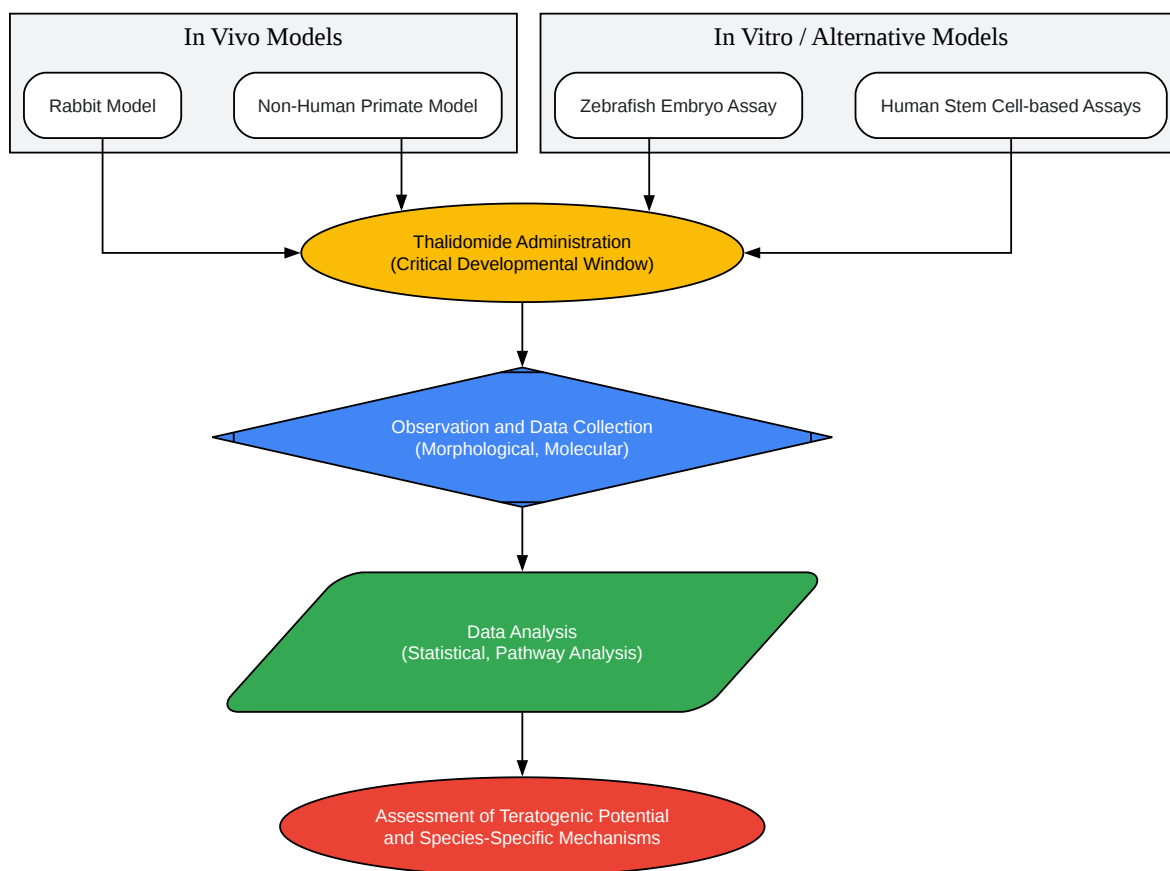 In Vivo Models
In Vitro / Alternative Models
Rabbit Model
Non-Human Primate Model
Zebrafish Embryo Assay
Human Stem Cell-based Assays
Thalidomide Administration
(Critical Developmental Window)
Observation and Data Collection
(Morphological, Molecular)
Data Analysis
(Statistical, Pathway Analysis)
Assessment of Teratogenic Potential
and Species-Specific Mechanisms